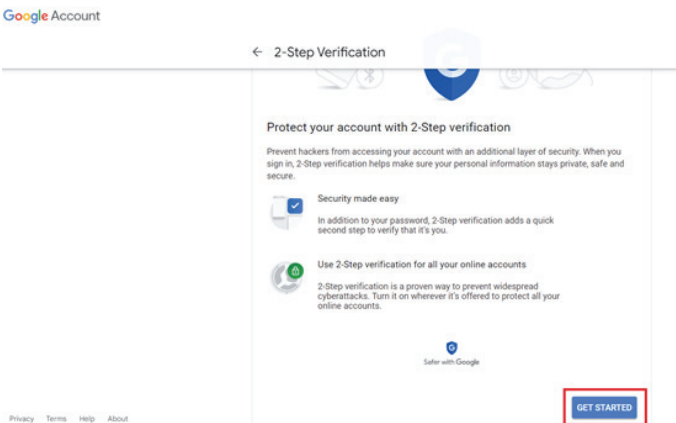 Google Account
← 2-Step Verification
G
Protect your account with 2-Step verification
Prevent hackers from accessing your account with an additional layer of security. When you
sign in, 2-Step verification helps make sure your personal information stays private, safe and
secure.
Security made easy
In addition to your password, 2-Step verification adds a quick
second step to verify that it's you.
Use 2-Step verification for all your online accounts
2-Step verification is a proven way to prevent widespread
cyberattacks. Turn it on wherever it's offered to protect all your
online accounts.
G
Safer with Google
GET STARTED
Privacy Terms Help About